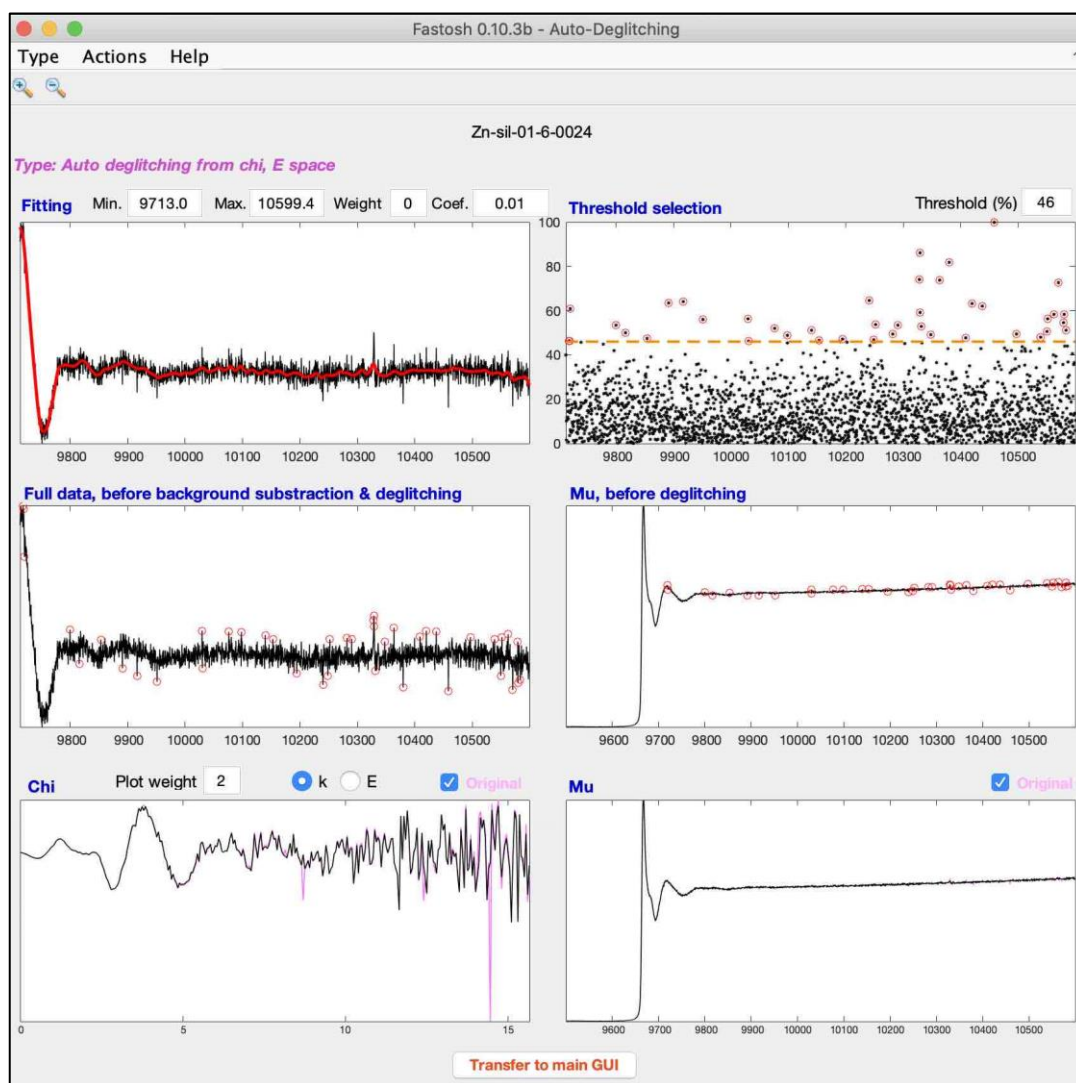 Fastosh 0.10.3b - Auto-Deglitching
Type Actions Help
Zn-sil-01-6-0024
Type: Auto deglitching from chi, E space
Fitting Min. 9713.0 Max. 10599.4 Weight 0 Coef. 0.01
Threshold selection Threshold (%) 46
100
80
60
40
20
0
9800 9900 10000 10100 10200 10300 10400 10500
9800 9900 10000 10100 10200 10300 10400 10500
Full data, before background substraction & deglitching
Mu, before deglitching
9800 9900 10000 10100 10200 10300 10400 10500
9600 9700 9800 9900 10000 10100 10200 10300 10400 10500
Chi Plot weight 2 k E Original
Mu Original
0 5 10 15
9600 9700 9800 9900 10000 10100 10200 10300 10400 10500
Transfer to main GUI